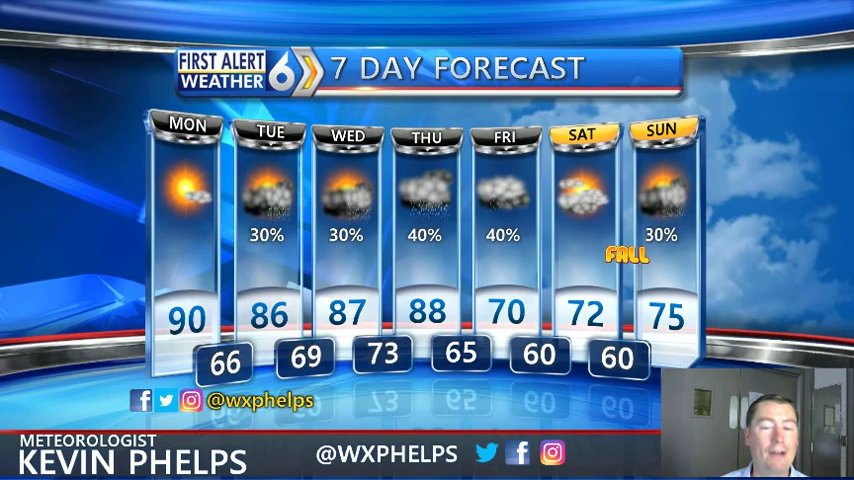 FIRST ALERT
WEATHER 6
7 DAY FORECAST
MON TUE WED THU FRI SAT SUN
30% 30% 40% 40% 30%
FALL
90 86 87 88 70 72 75
66 69 73 65 60 60
@wxphelps
METEOROLOGIST
KEVIN PHELPS
@WXPHELPS